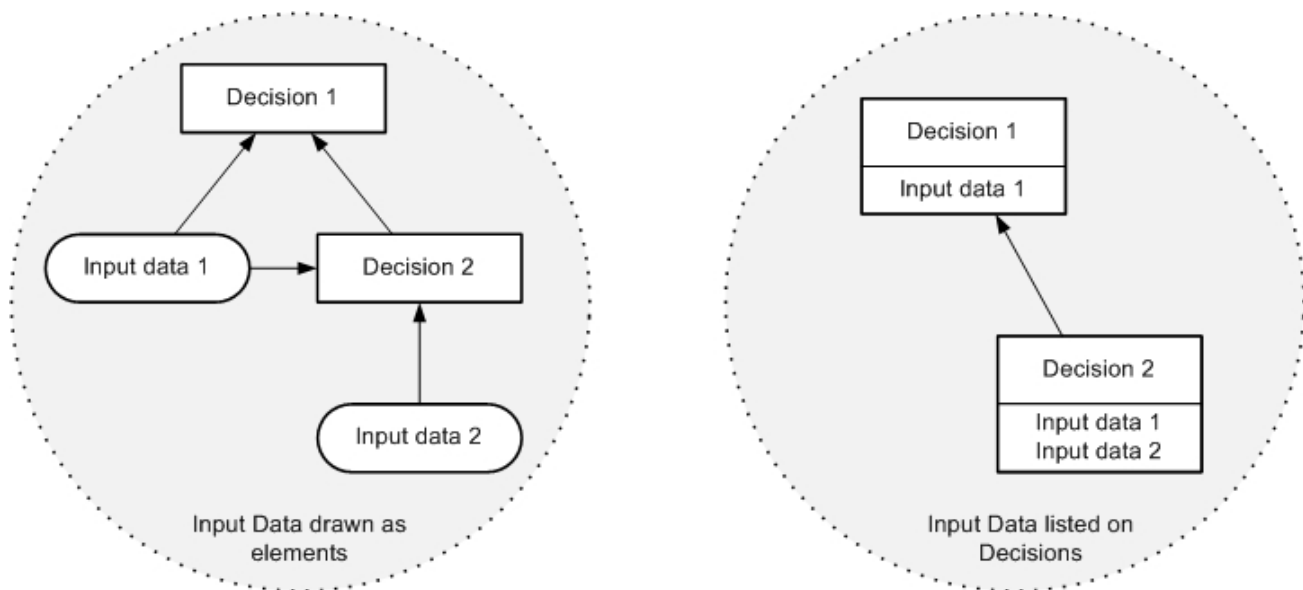 Decision 1
Input data 1
Decision 2
Input data 2
Input Data drawn as
elements
Decision 1
Input data 1
Decision 2
Input data 1
Input data 2
Input Data listed on
Decisions